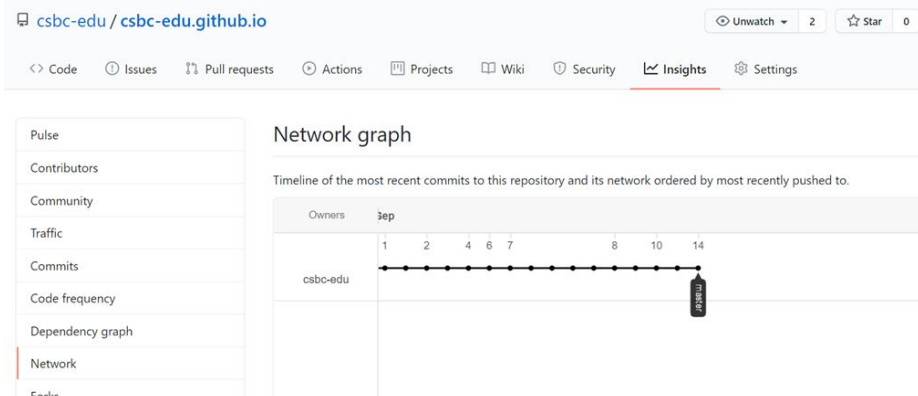 csbc-edu / csbc-edu.github.io
Unwatch 2 Star 0
Code Issues Pull requests Actions Projects Wiki Security Insights Settings
Pulse
Contributors
Community
Traffic
Commits
Code frequency
Dependency graph
Network
Forks
Network graph
Timeline of the most recent commits to this repository and its network ordered by most recently pushed to.
Owners Sep
1 2 4 6 7 8 10 14
csbc-edu
master